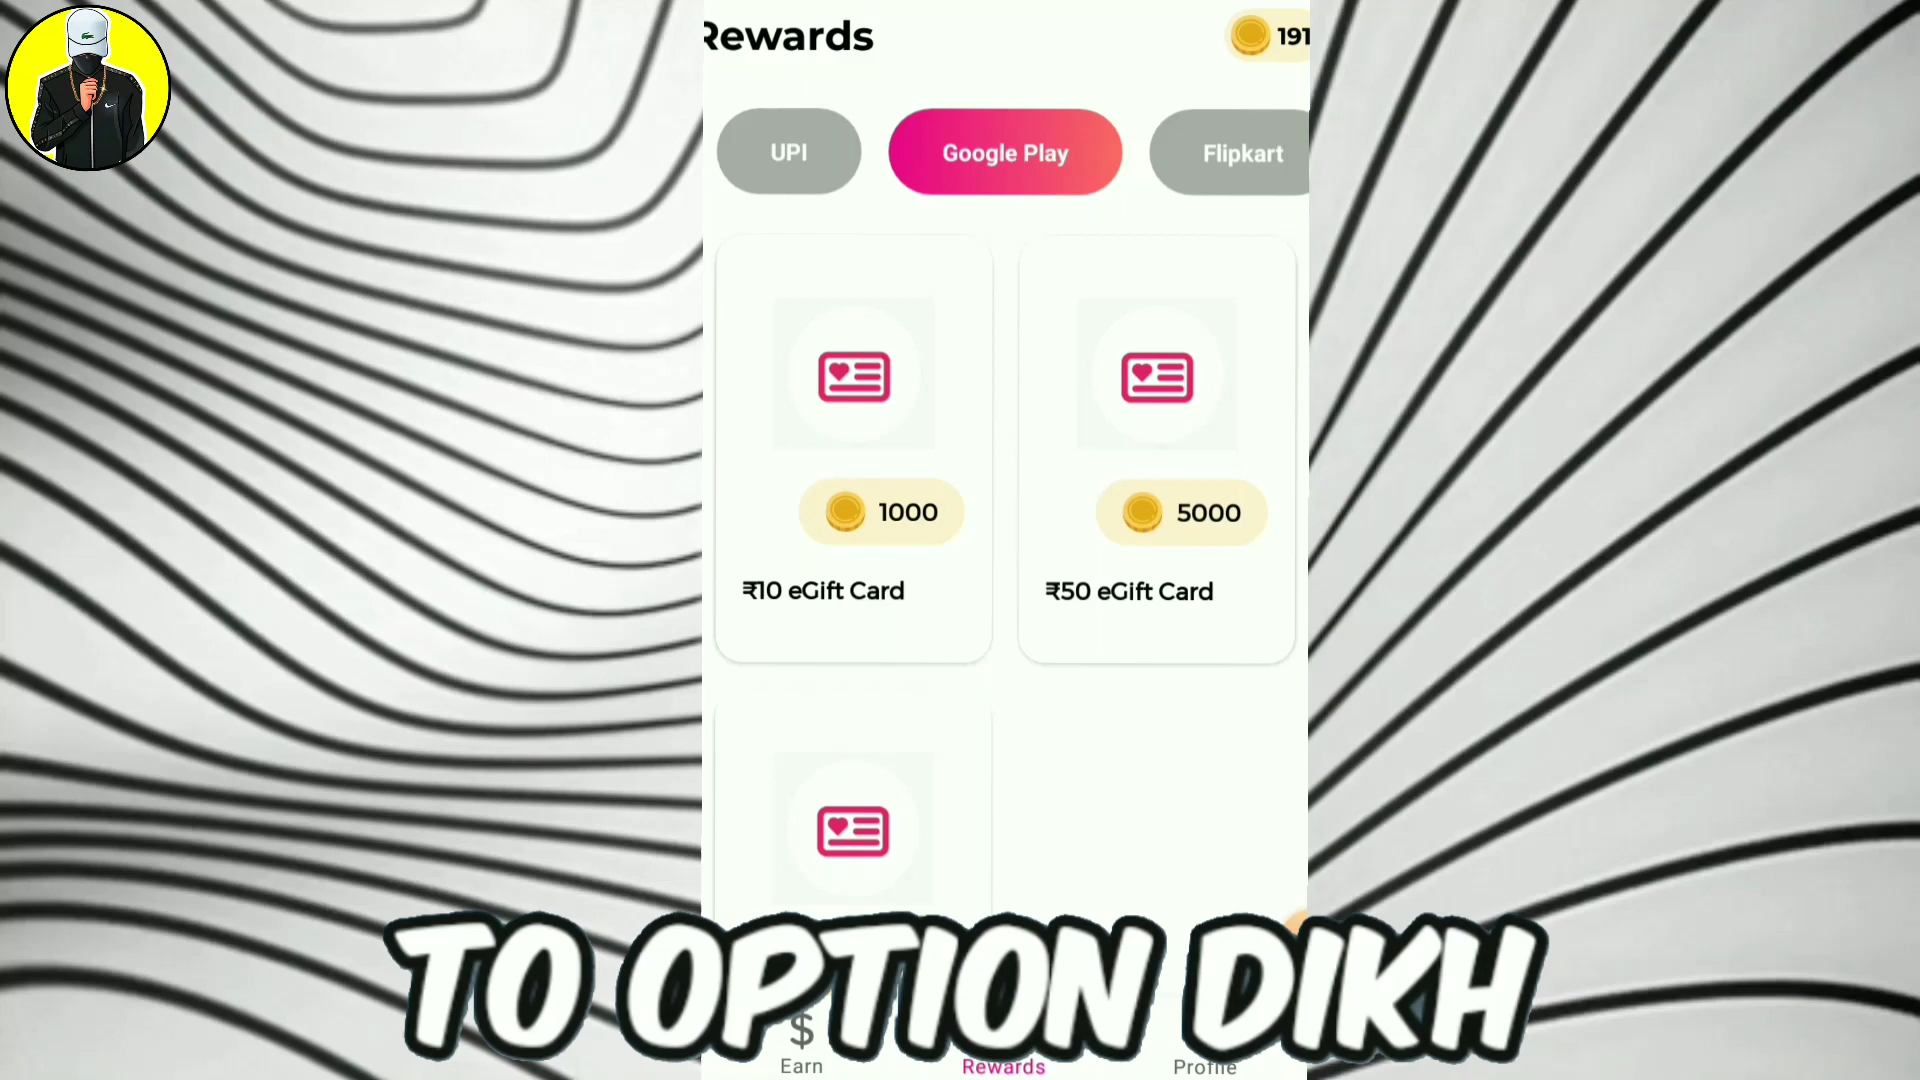 Rewards
191
UPI
Google Play
Flipkart
1000
5000
₹10 eGift Card
₹50 eGift Card
TO OPTION DIKH
$
Earn
Rewards
Profile